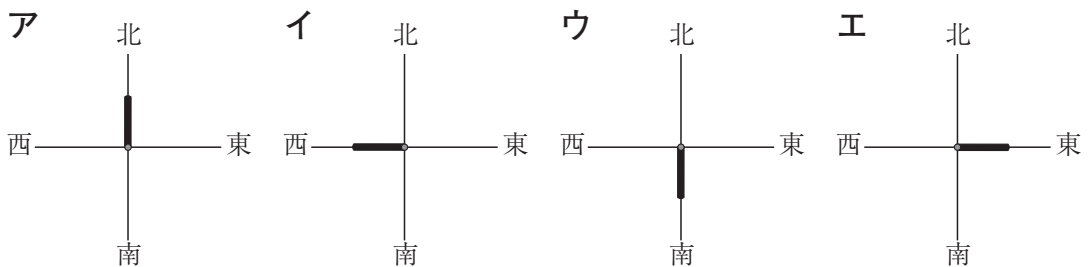 ア イ ウ エ
北 北 北 北
西 東 西 東 西 東 西 東
南 南 南 南